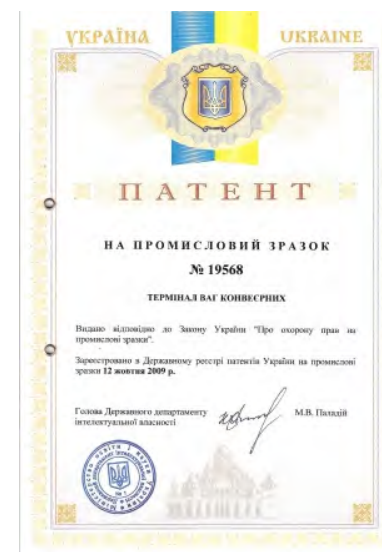 УКРАЇНА
UKRAINE
ПАТЕНТ
НА ПРОМИСЛОВИЙ ЗРАЗОК
№ 19568
ТЕРМІНАЛ ВАГ КОНВЕЄРНИХ
Видано відповідно до Закону України "Про охорону прав на
промислові зразки".
Зареєстровано в Державному реєстрі патентів України на промислові
зразки 12 жовтня 2009 р.
Голова Державного департаменту
інтелектуальної власності
М.В. Паладій